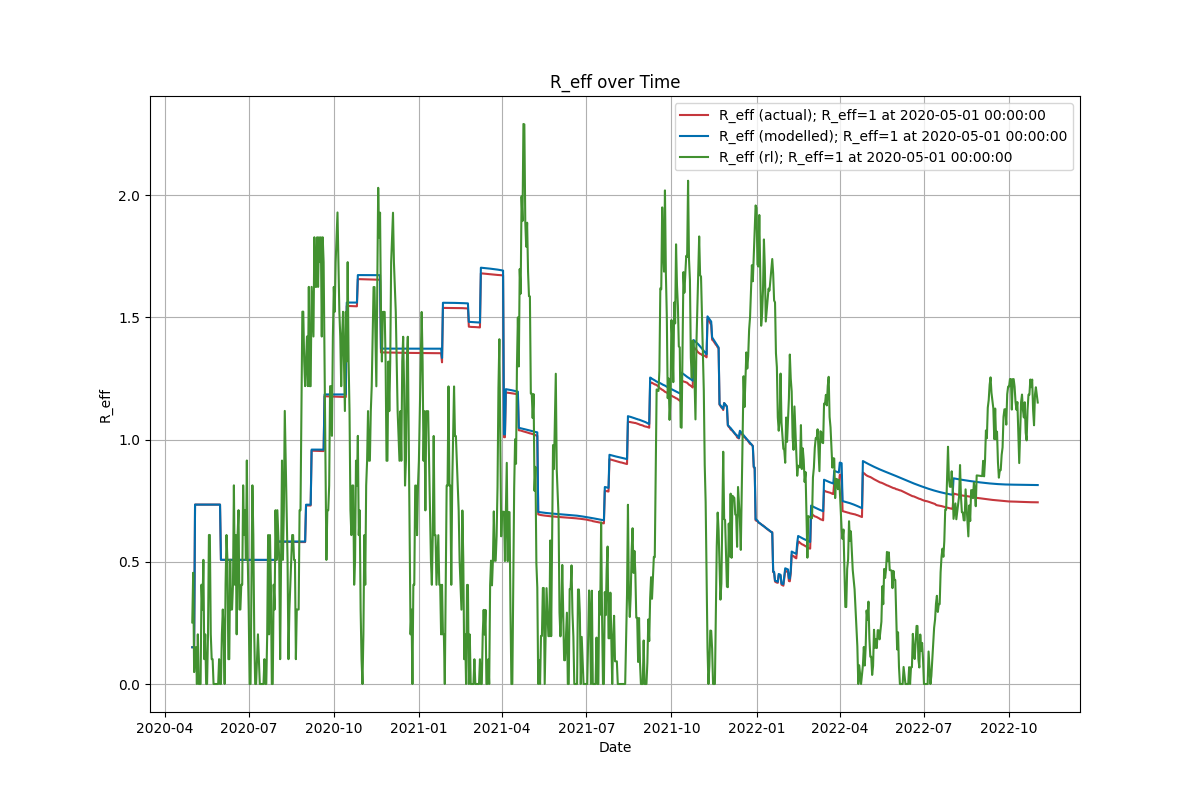 R_eff over Time
R_eff (actual); R_eff=1 at 2020-05-01 00:00:00
R_eff (modelled); R_eff=1 at 2020-05-01 00:00:00
R_eff (rl); R_eff=1 at 2020-05-01 00:00:00
R_eff
2.0
1.5
1.0
0.5
0.0
2020-04 2020-07 2020-10 2021-01 2021-04 2021-07 2021-10 2022-01 2022-04 2022-07 2022-10
Date